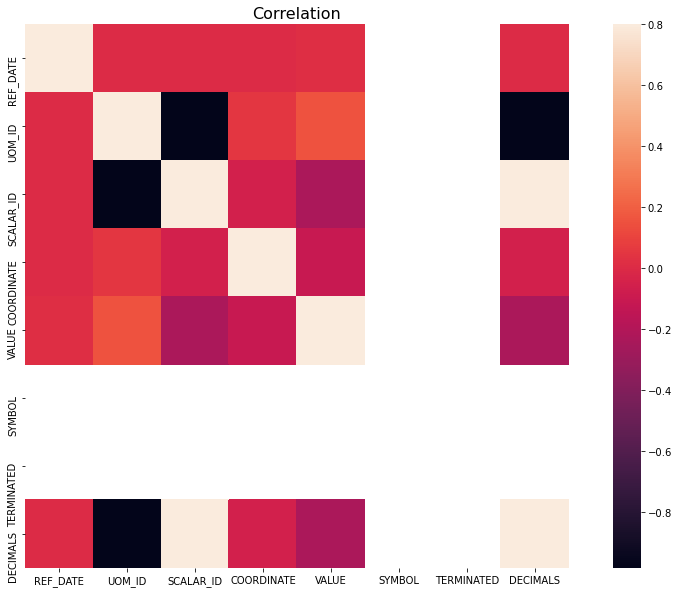 Correlation
REF_DATE
UOM_ID
SCALAR_ID
COORDINATE
VALUE
SYMBOL
TERMINATED
DECIMALS
REF_DATE UOM_ID SCALAR_ID COORDINATE VALUE SYMBOL TERMINATED DECIMALS
0.8
0.6
0.4
0.2
0.0
−0.2
−0.4
−0.6
−0.8